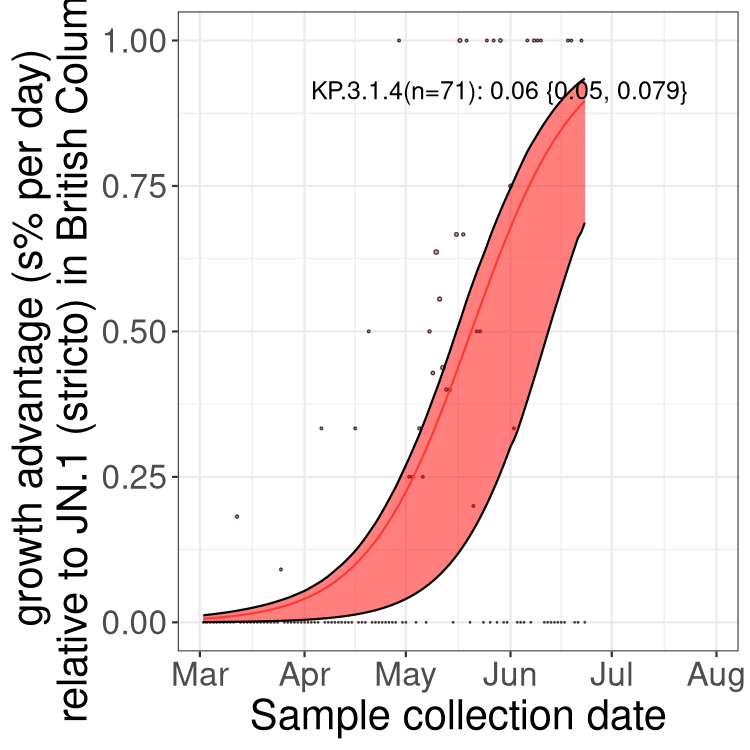 growth advantage (s% per day)
relative to JN.1 (stricto) in British Colum
1.00
0.75
0.50
0.25
0.00
KP.3.1.4(n=71): 0.06 {0.05, 0.079}
Mar Apr May Jun Jul Aug
Sample collection date